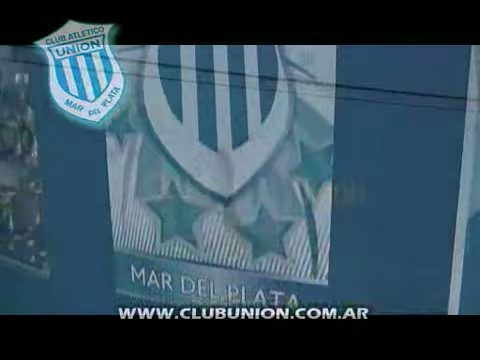 CLUB ATLETICO
UNION
MAR DEL PLATA
MAR DEL PLATA
WWW.CLUBUNION.COM.AR